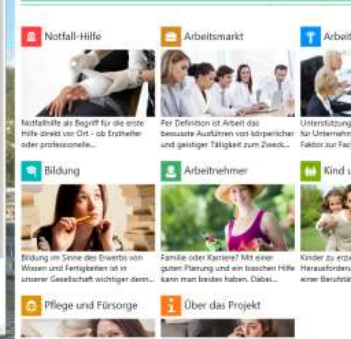 Notfall-Hilfe
Arbeitsmarkt
Arbeit
Notfallhilfe als Begriff für die erste
Hilfe direkt vor Ort - ob Ersthelfer
oder professionelle...
Per Definition ist Arbeit das
bewusste Ausführen von körperlicher
und geistiger Tätigkeit zum Zweck...
Unterstützung
für Unternehm
Faktor zur Fac
Bildung
Arbeitnehmer
Kind u
Bildung im Sinne des Erwerbs von
Wissen und Fertigkeiten ist in
unserer Gesellschaft wichtiger denn...
Familie oder Karriere? Mit einer
guten Planung und ein bisschen Hilfe
kann man beides haben. Dabei...
Kinder zu erzie
Herausforderu
einer Berufstät
Pflege und Fürsorge
Über das Projekt